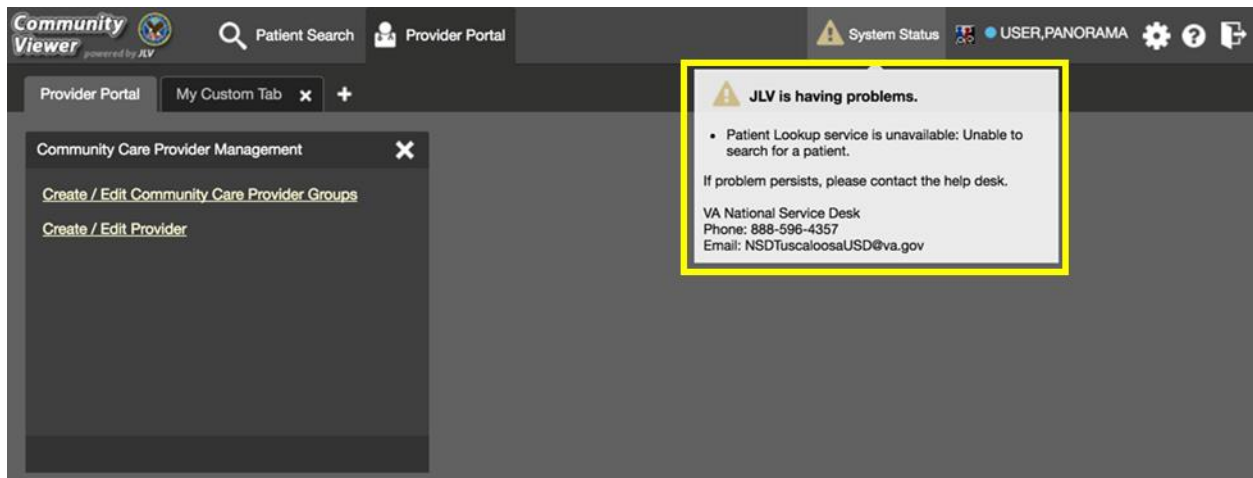 Community
Viewer powered by JLV
Patient Search
Provider Portal
System Status
USER,PANORAMA
Provider Portal
My Custom Tab
JLV is having problems.
• Patient Lookup service is unavailable: Unable to
search for a patient.
If problem persists, please contact the help desk.
VA National Service Desk
Phone: 888-596-4357
Email: NSDTuscaloosaUSD@va.gov
Community Care Provider Management
Create / Edit Community Care Provider Groups
Create / Edit Provider